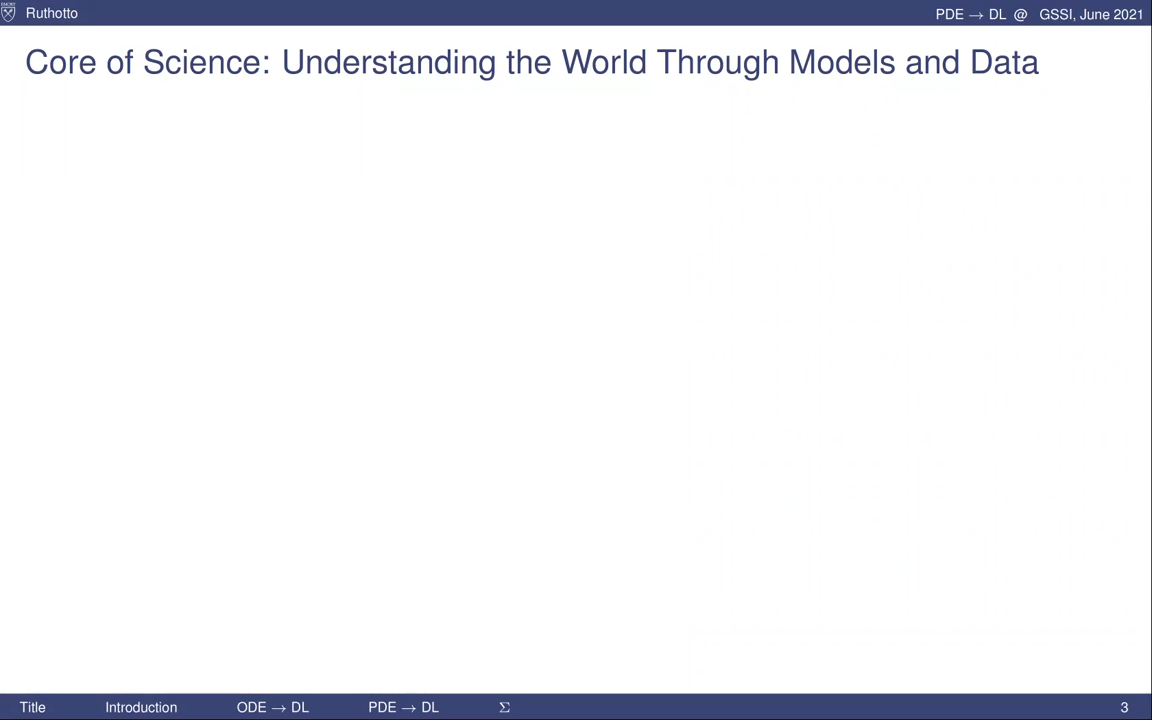 Ruthotto
PDE → DL @ GSSI, June 2021
Core of Science: Understanding the World Through Models and Data
Title Introduction ODE → DL PDE → DL Σ 3